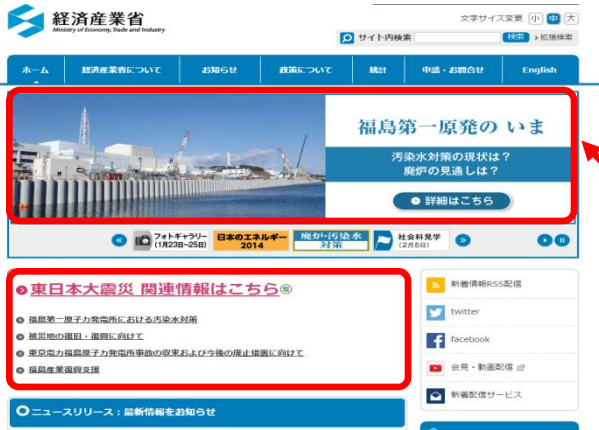 経済産業省
Ministry of Economy, Trade and Industry
文字サイズ変更 小 中 大
サイト内検索 検索 > 拡張検索
ホーム 経済産業省について お知らせ 政策について 統計 申請・お問合せ English
福島第一原発の いま
汚染水対策の現状は?
廃炉の見通しは?
詳細はこちら
フォトギャラリー
(1月23日~25日)
日本のエネルギー
2014
廃炉・汚染水
対策
社会科見学
(2月6日)
東日本大震災 関連情報はこちら
福島第一原子力発電所における汚染水対策
被災地の復旧・復興に向けて
東京電力福島原子力発電所事故の収束および今後の廃止措置に向けて
福島産業復興支援
ニュースリリース:最新情報をお知らせ
新着情報RSS配信
twitter
facebook
会見・動画配信
新着配信サービス